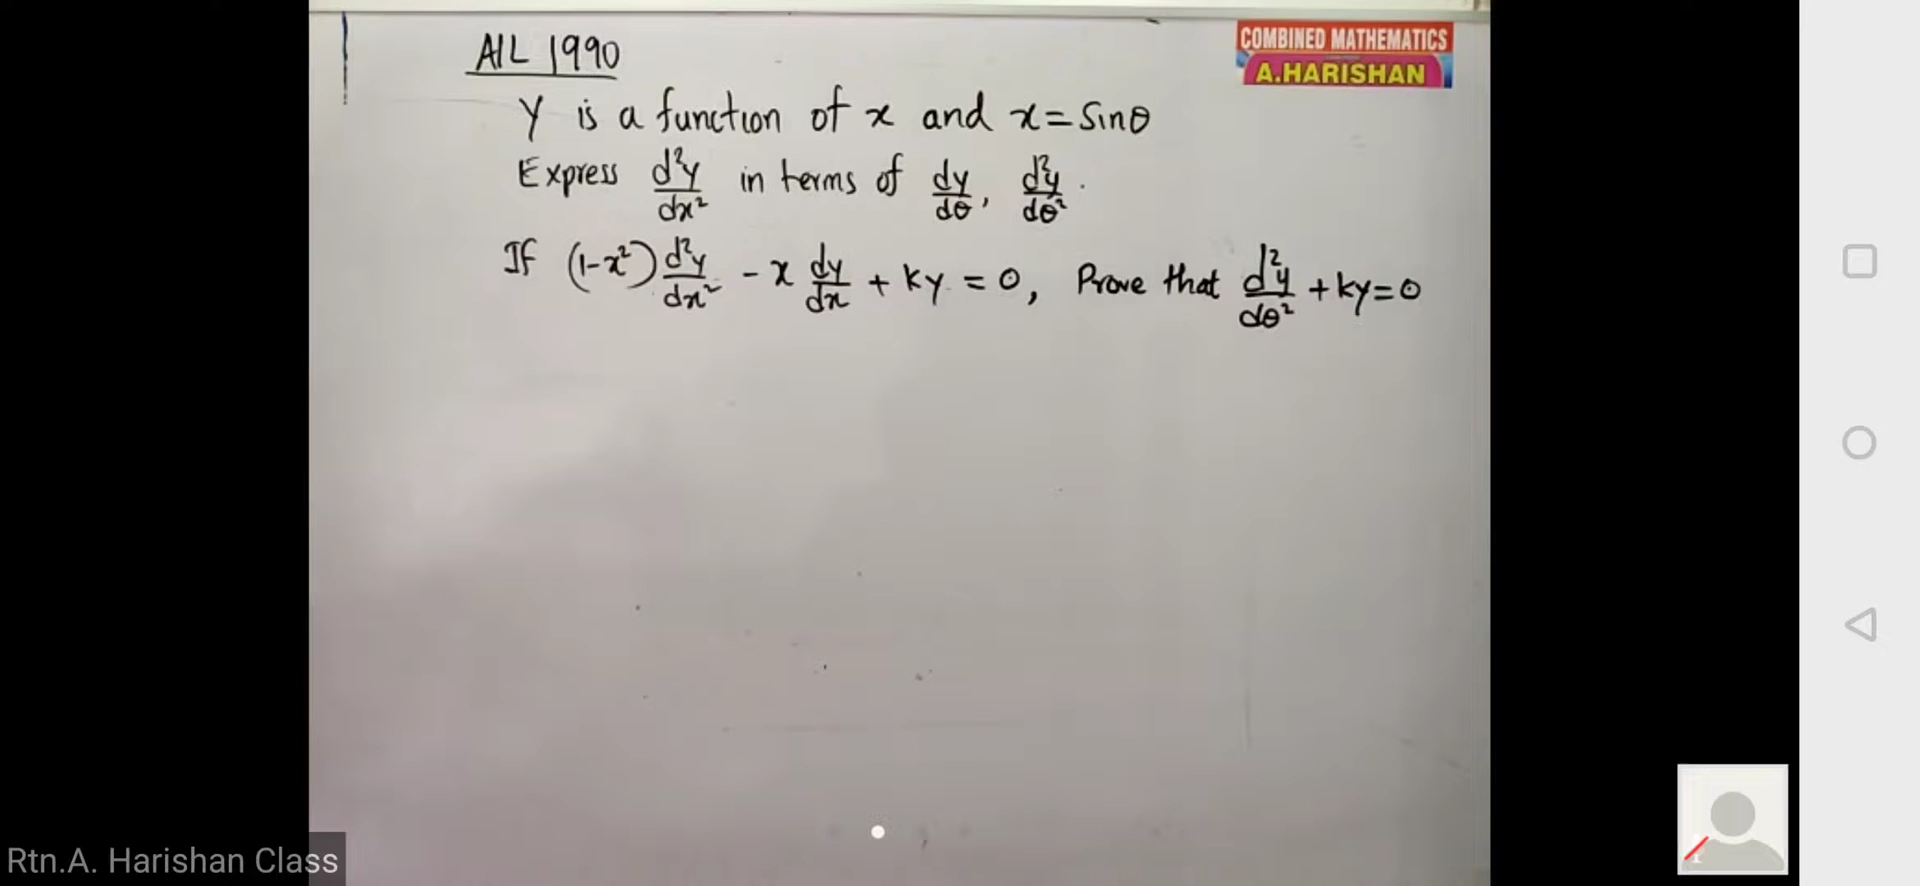 A/L 1990
COMBINED MATHEMATICS
A.HARISHAN
Y is a function of x and x = Sinθ
Express d²y/dx² in terms of dy/dθ, d²y/dθ².
If (1-x²) d²y/dx² - x dy/dx + ky = 0, Prove that d²y/dθ² + ky = 0
Rtn.A. Harishan Class